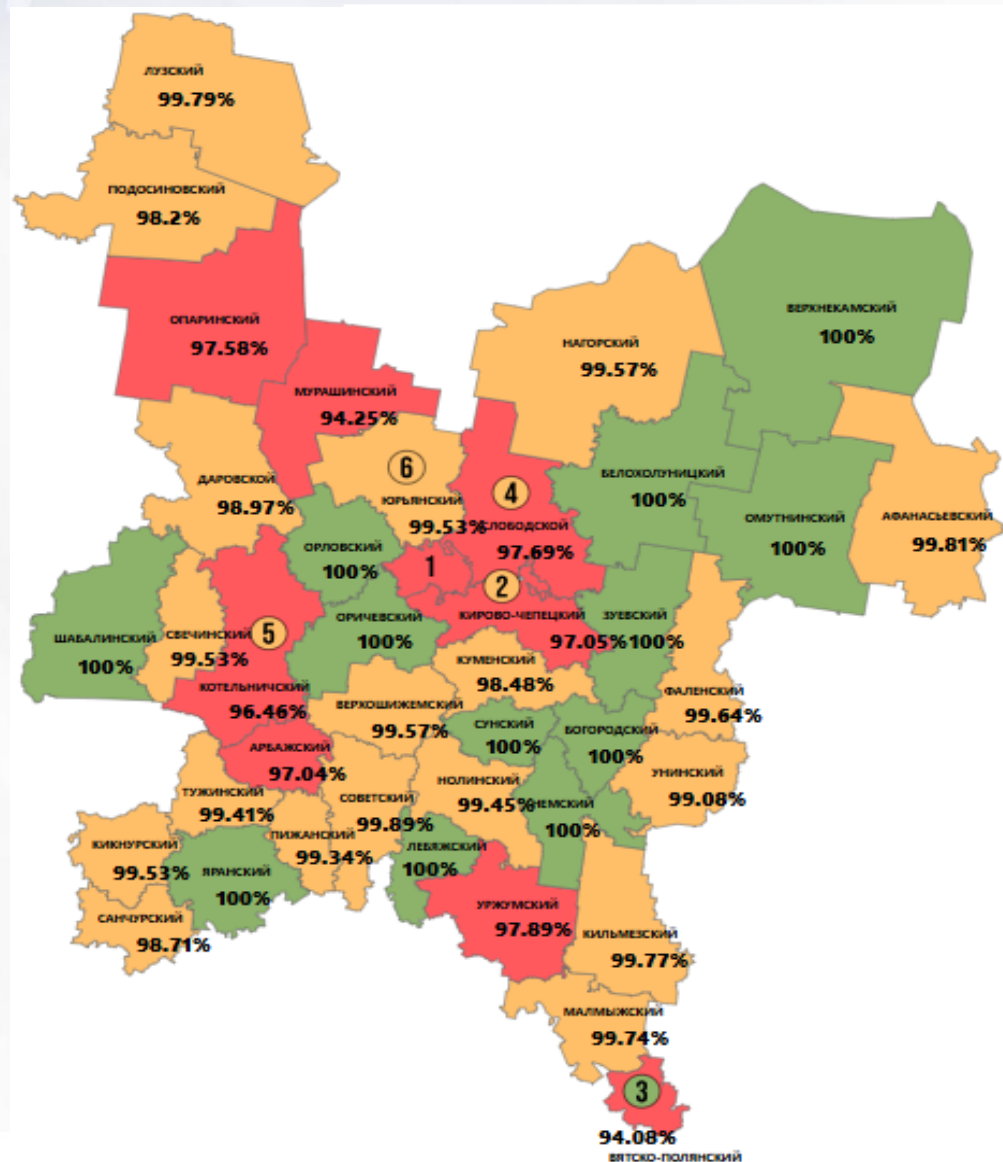 ЛУЗСКИЙ
99.79%
ПОДОСИНОВСКИЙ
98.2%
ОПАРИНСКИЙ
97.58%
МУРАШИНСКИЙ
94.25%
НАГОРСКИЙ
99.57%
ВЕРХНЕКАМСКИЙ
100%
ДАРОВСКОЙ
98.97%
6
ЮРЬЯНСКИЙ
99.53%
4
СЛОБОДСКОЙ
97.69%
БЕЛОХОЛУНИЦКИЙ
100%
ОМУТНИНСКИЙ
100%
АФАНАСЬЕВСКИЙ
99.81%
ОРЛОВСКИЙ
100%
1
2
КИРОВО-ЧЕПЕЦКИЙ
97.05%
ЗУЕВСКИЙ
100%
ШАБАЛИНСКИЙ
100%
СВЕЧИНСКИЙ
99.53%
5
КОТЕЛЬНИЧСКИЙ
96.46%
ОРИЧЕВСКИЙ
100%
КУМЕНСКИЙ
98.48%
ФАЛЕНСКИЙ
99.64%
ВЕРХОШИЖЕМСКИЙ
99.57%
СУНСКИЙ
100%
БОГОРОДСКИЙ
100%
АРБАЖСКИЙ
97.04%
УНИНСКИЙ
99.08%
ТУЖИНСКИЙ
99.41%
СОВЕТСКИЙ
99.89%
НОЛИНСКИЙ
99.45%
НЕМСКИЙ
100%
ПИЖАНСКИЙ
99.34%
КИКНУРСКИЙ
99.53%
ЯРАНСКИЙ
100%
ЛЕБЯЖСКИЙ
100%
САНЧУРСКИЙ
98.71%
УРЖУМСКИЙ
97.89%
КИЛЬМЕЗСКИЙ
99.77%
МАЛМЫЖСКИЙ
99.74%
3
94.08%
ВЯТСКО-ПОЛЯНСКИЙ